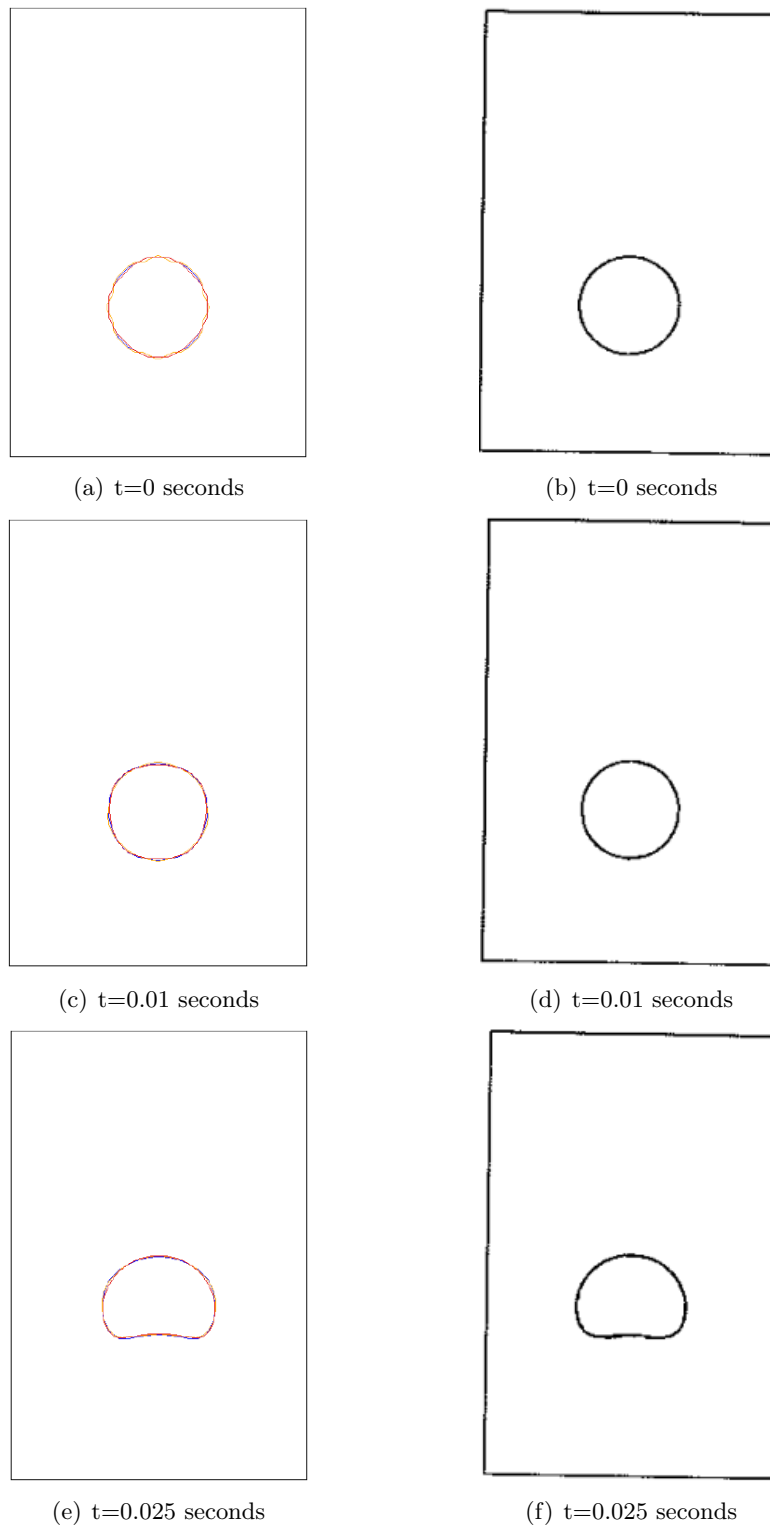 (a) t=0 seconds
(b) t=0 seconds
(c) t=0.01 seconds
(d) t=0.01 seconds
(e) t=0.025 seconds
(f) t=0.025 seconds